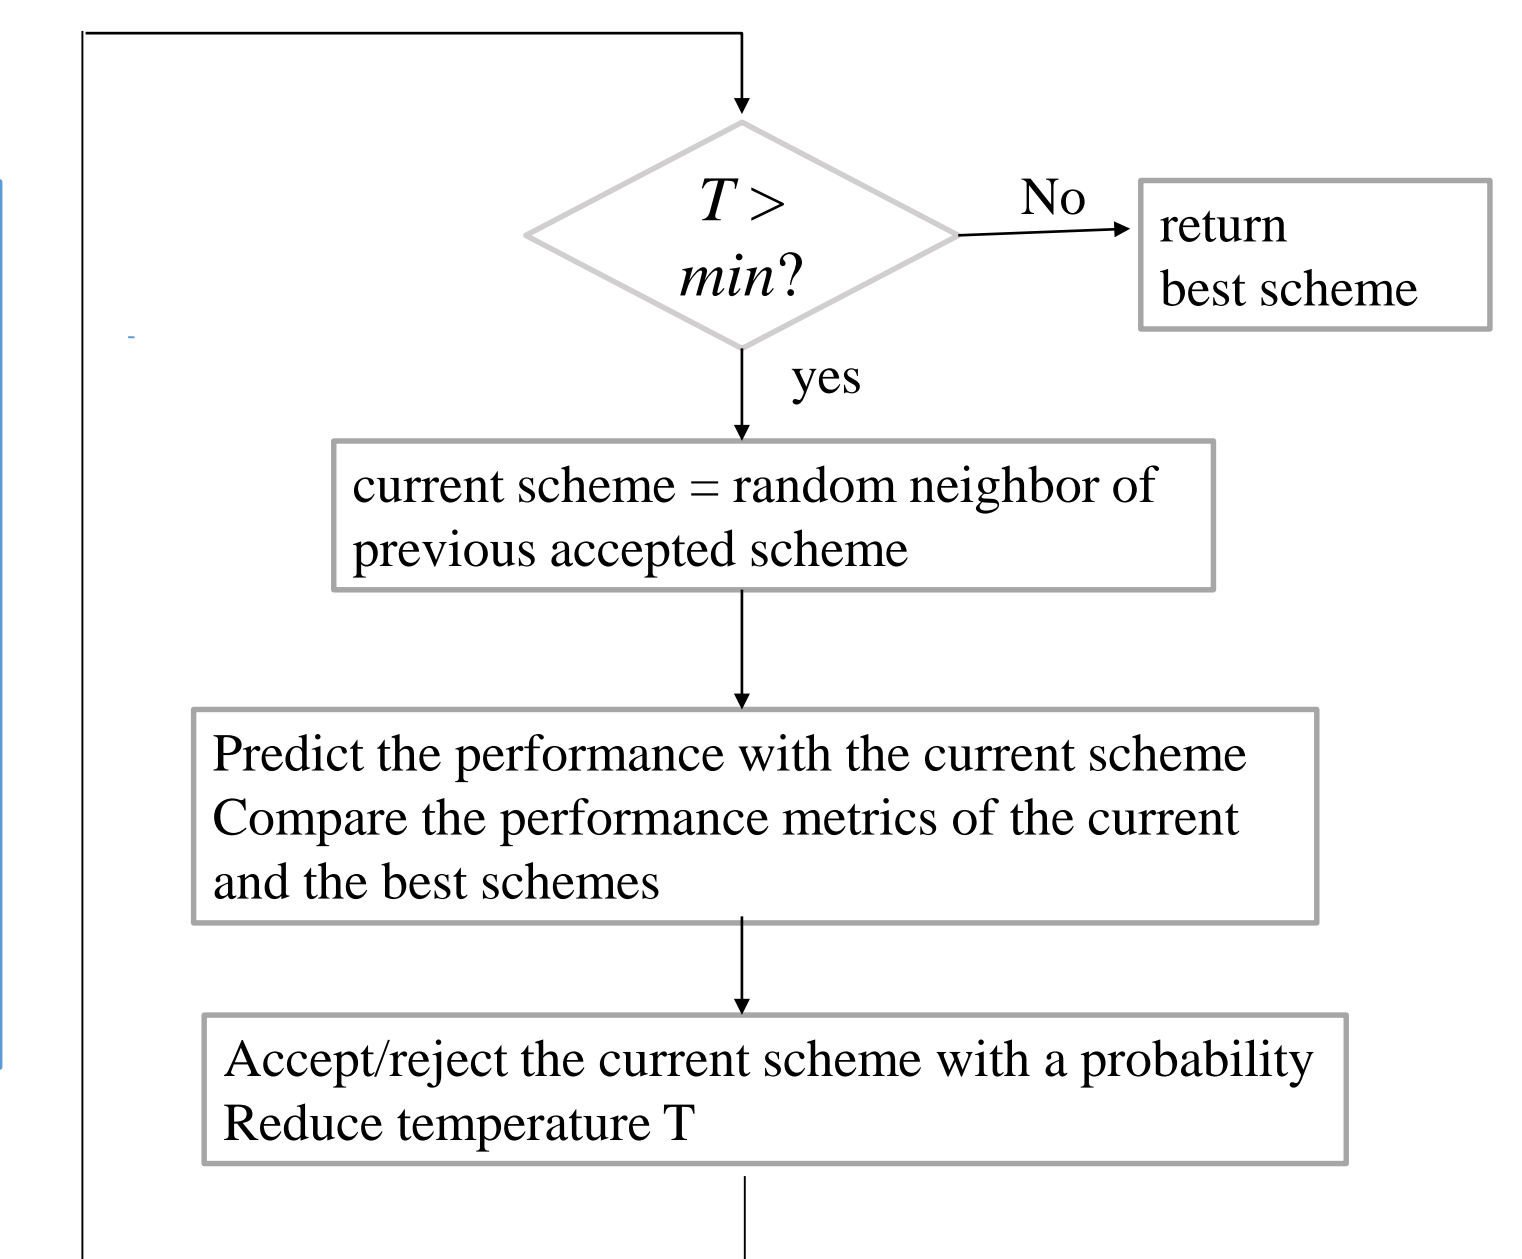 T >
min?
No
return
best scheme
yes
current scheme = random neighbor of
previous accepted scheme
Predict the performance with the current scheme
Compare the performance metrics of the current
and the best schemes
Accept/reject the current scheme with a probability
Reduce temperature T